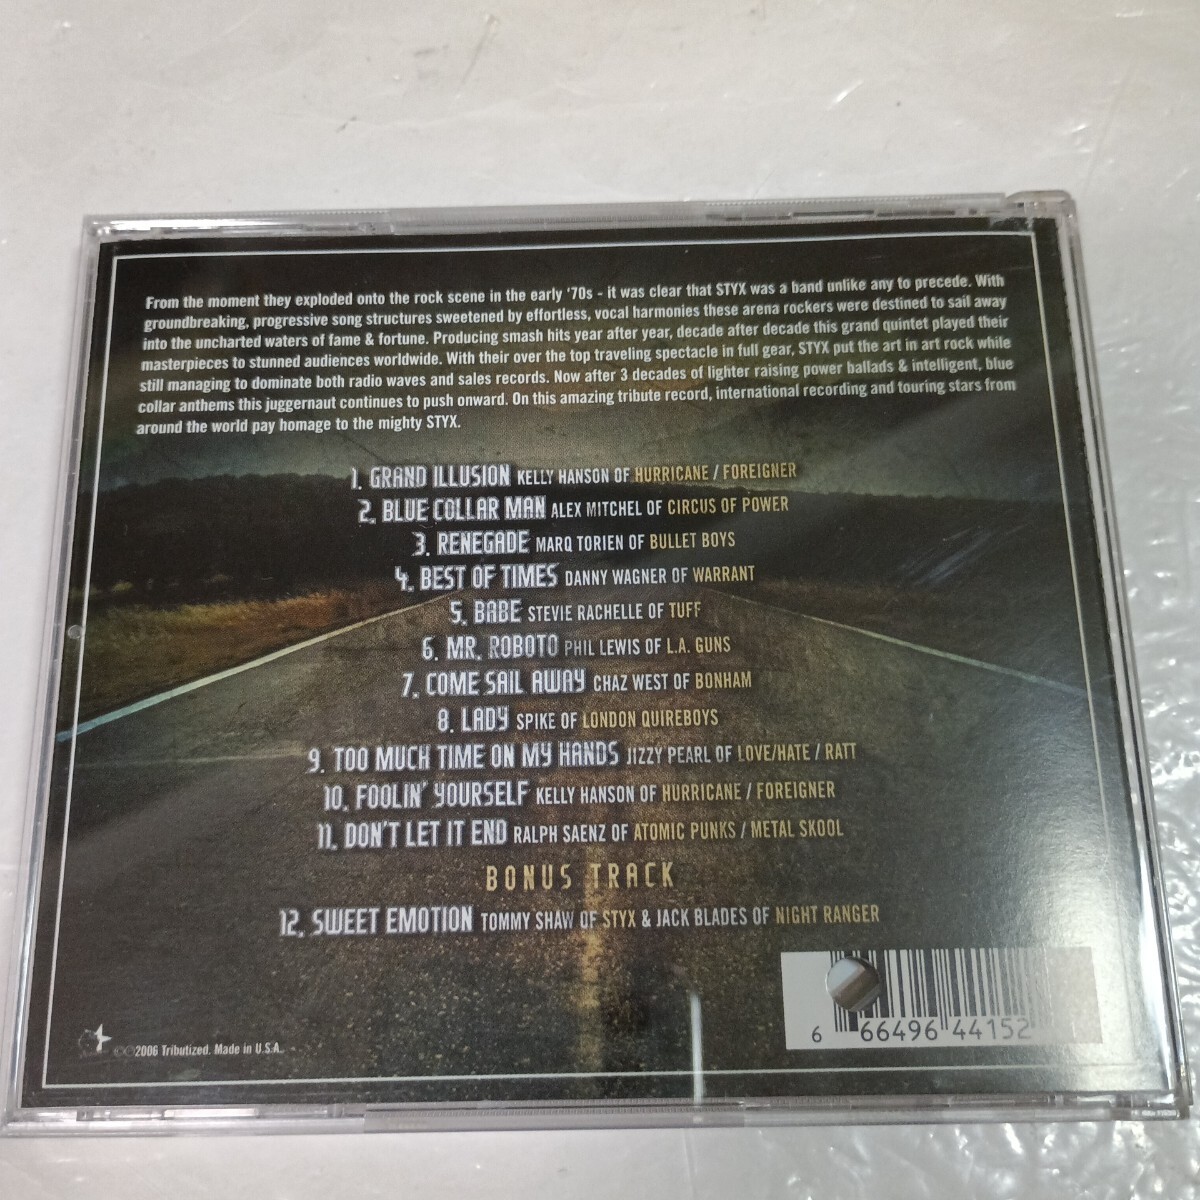 From the moment they exploded onto the rock scene in the early '70s - it was clear that STYX was a band unlike any to precede. With
groundbreaking, progressive song structures sweetened by effortless, vocal harmonies these arena rockers were destined to sail away
into the uncharted waters of fame & fortune. Producing smash hits year after year, decade after decade this grand quintet played their
masterpieces to stunned audiences worldwide. With their over the top traveling spectacle in full gear, STYX put the art in art rock while
still managing to dominate both radio waves and sales records. Now after 3 decades of lighter raising power ballads & intelligent, blue
collar anthems this juggernaut continues to push onward. On this amazing tribute record, international recording and touring stars from
around the world pay homage to the mighty STYX.
1. GRAND ILLUSION KELLY HANSON OF HURRICANE / FOREIGNER
2. BLUE COLLAR MAN ALEX MITCHEL OF CIRCUS OF POWER
3. RENEGADE MARQ TORIEN OF BULLET BOYS
4. BEST OF TIMES DANNY WAGNER OF WARRANT
5. BABE STEVIE RACHELLE OF TUFF
6. MR. ROBOTO PHIL LEWIS OF L.A. GUNS
7. COME SAIL AWAY CHAZ WEST OF BONHAM
8. LADY SPIKE OF LONDON QUIREBOYS
9. TOO MUCH TIME ON MY HANDS JIZZY PEARL OF LOVE/HATE / RATT
10. FOOLIN' YOURSELF KELLY HANSON OF HURRICANE / FOREIGNER
11. DON'T LET IT END RALPH SAENZ OF ATOMIC PUNKS / METAL SKOOL
BONUS TRACK
12. SWEET EMOTION TOMMY SHAW OF STYX & JACK BLADES OF NIGHT RANGER
©℗2006 Tributized. Made in U.S.A.
6 66496 44152